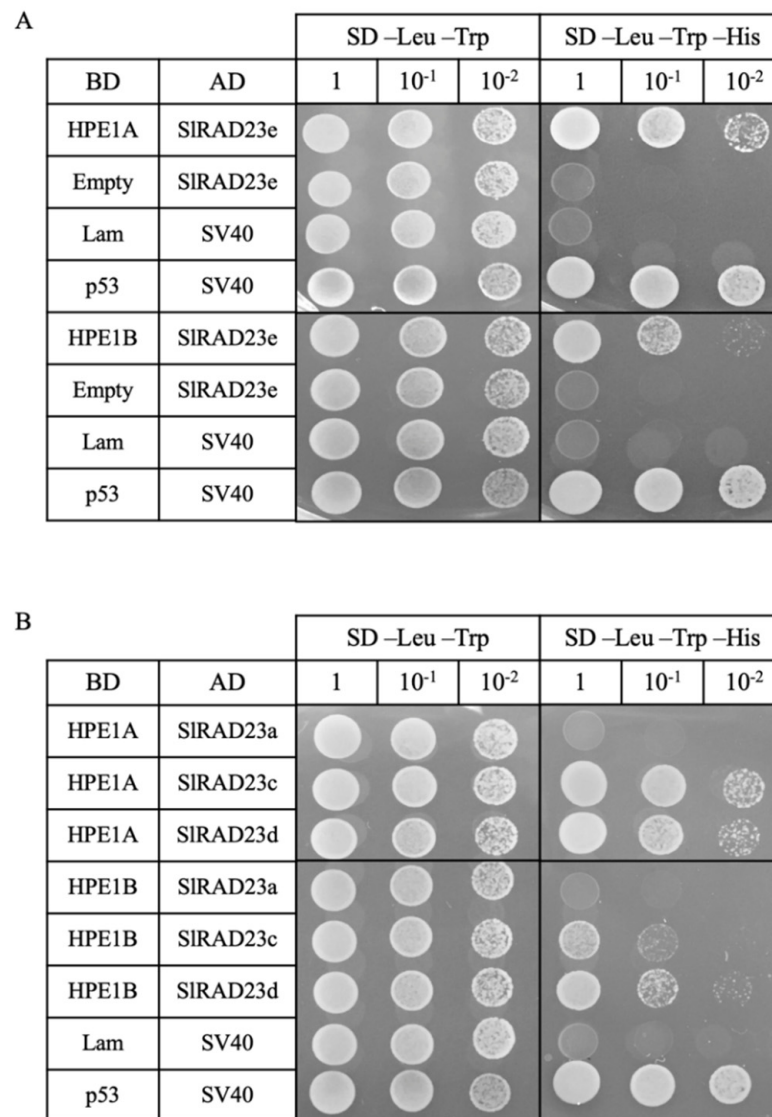 A
SD –Leu –Trp SD –Leu –Trp –His
BD AD 1 10⁻¹ 10⁻² 1 10⁻¹ 10⁻²
HPE1A SlRAD23e
Empty SlRAD23e
Lam SV40
p53 SV40
HPE1B SlRAD23e
Empty SlRAD23e
Lam SV40
p53 SV40
B
SD –Leu –Trp SD –Leu –Trp –His
BD AD 1 10⁻¹ 10⁻² 1 10⁻¹ 10⁻²
HPE1A SlRAD23a
HPE1A SlRAD23c
HPE1A SlRAD23d
HPE1B SlRAD23a
HPE1B SlRAD23c
HPE1B SlRAD23d
Lam SV40
p53 SV40